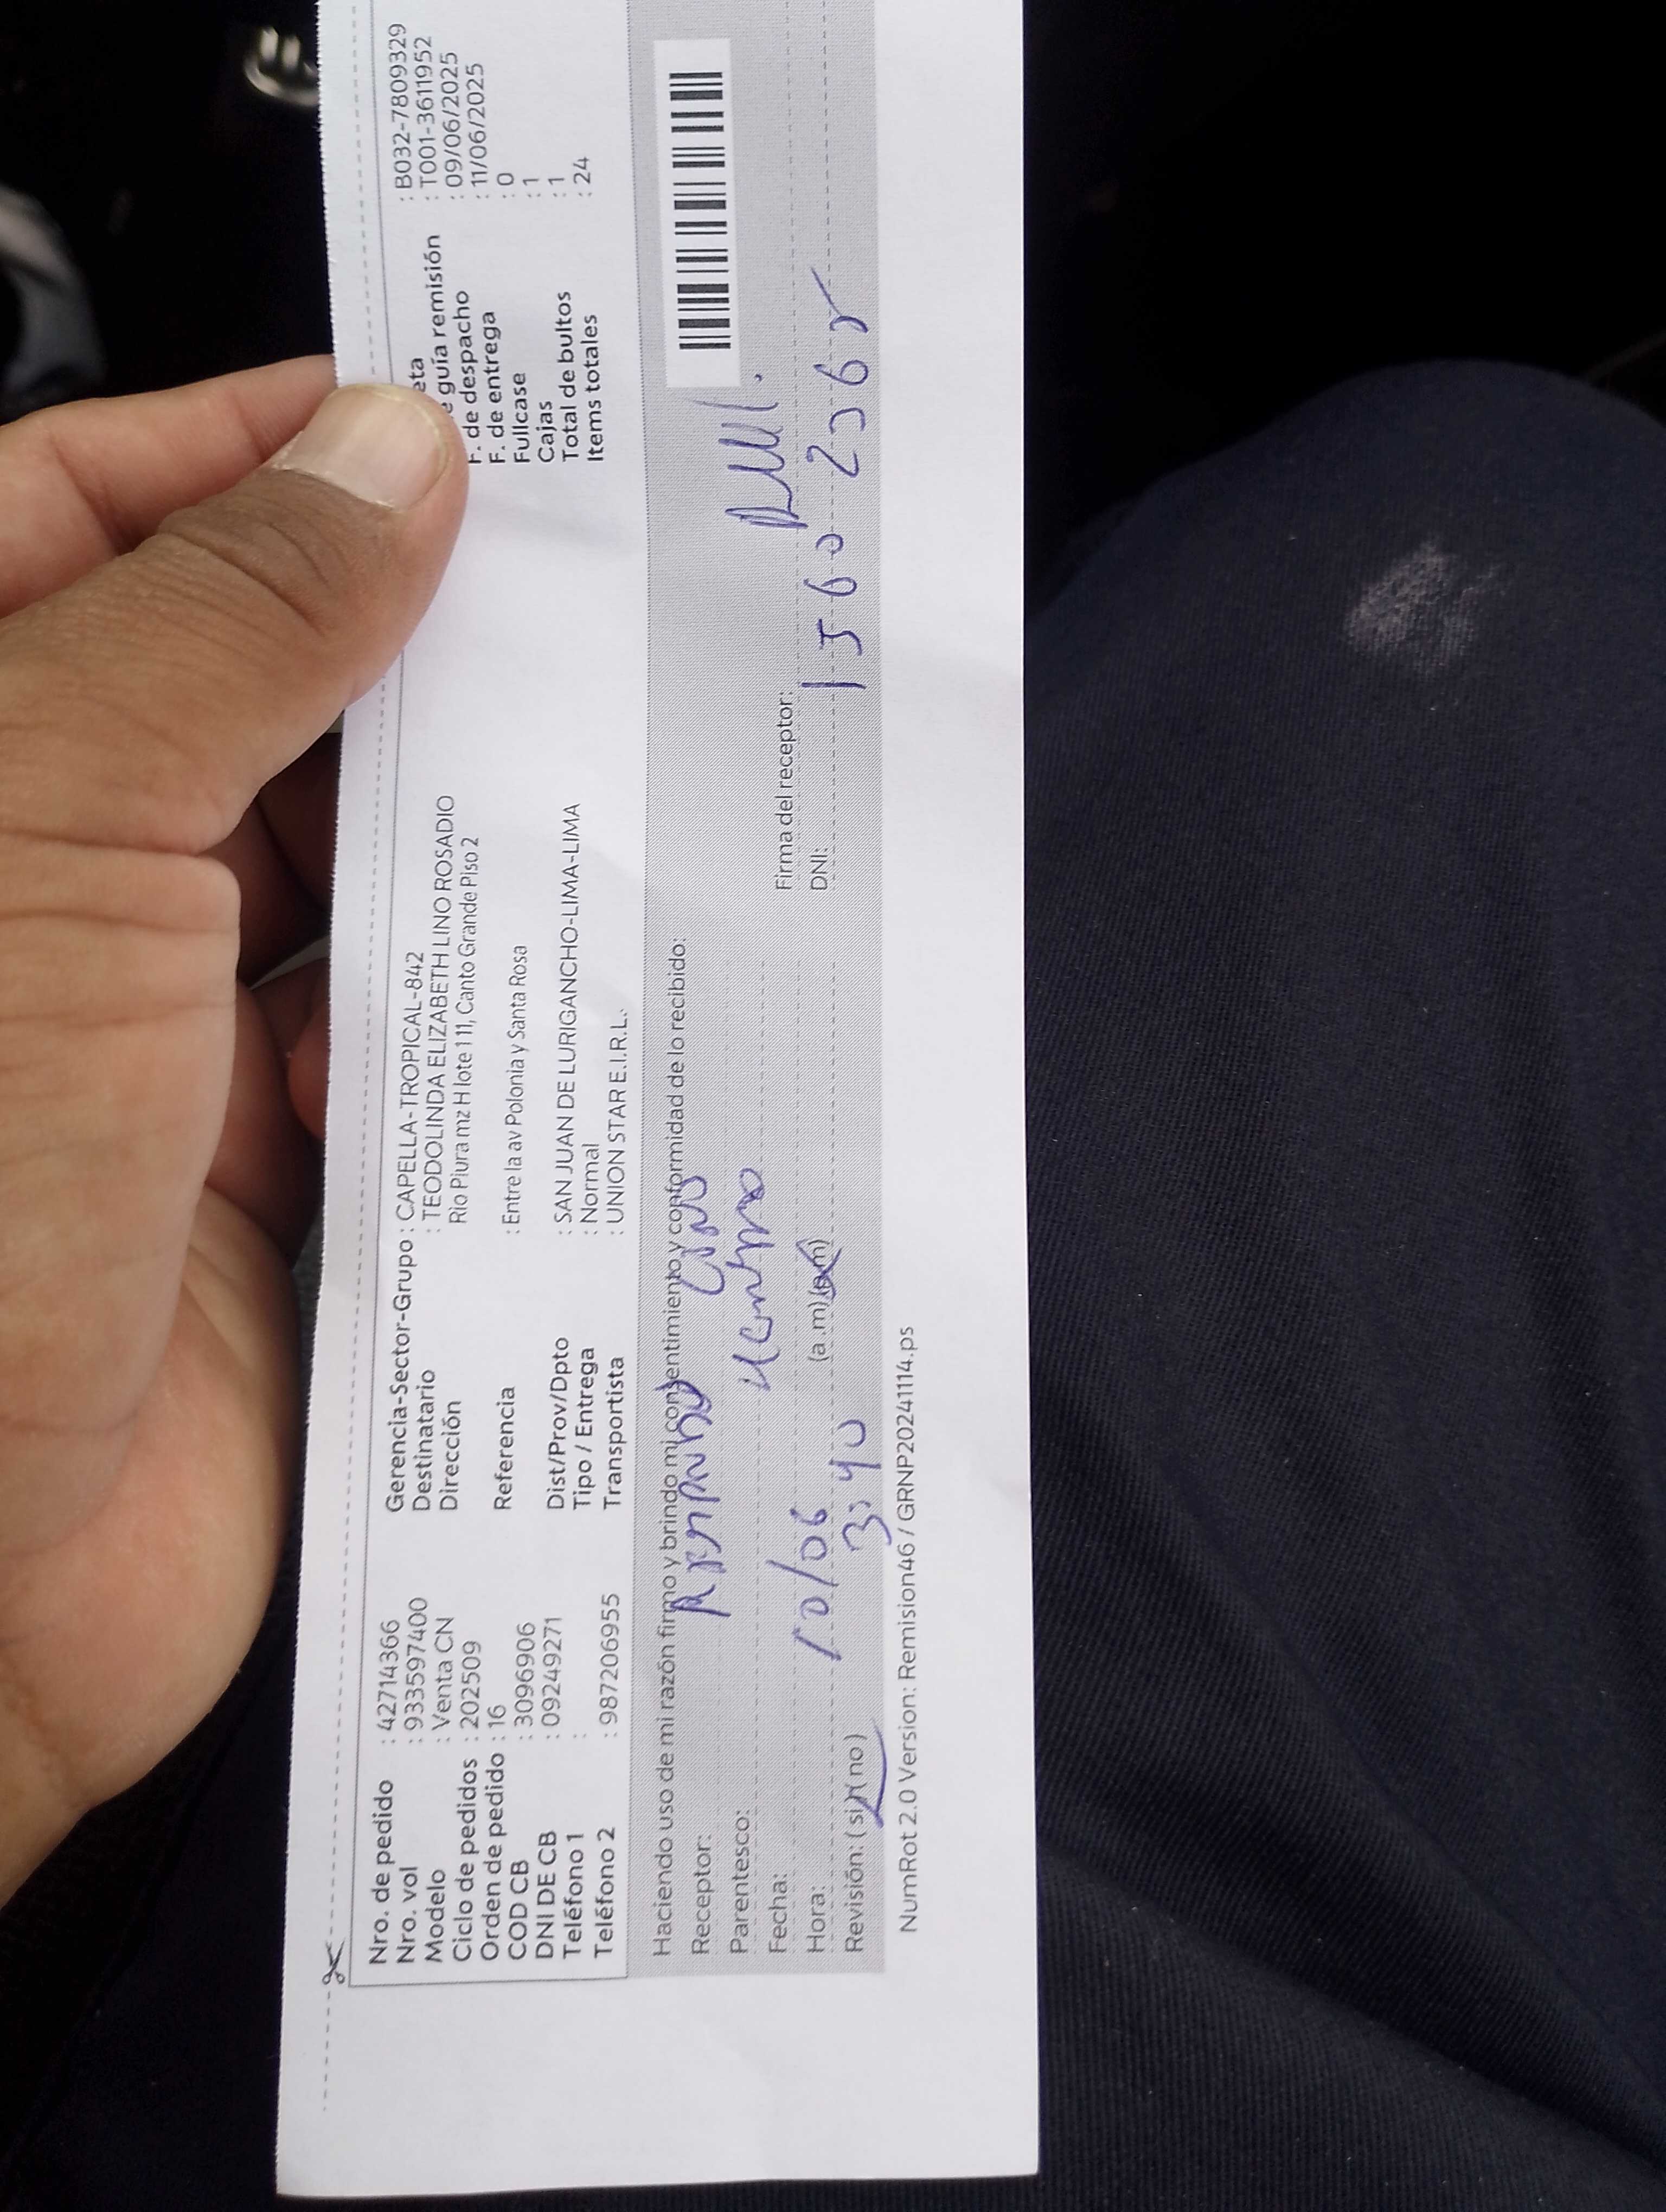 Nro. de pedido : 42714366
Nro. vol : 933597400
Modelo : Venta CN
Ciclo de pedidos : 202509
Orden de pedido : 16
COD CB : 3096906
DNI DE CB : 09249271
Teléfono 1 :
Teléfono 2 : 987206955
Gerencia-Sector-Grupo : CAPELLA-TROPICAL-842
Destinatario : TEODOLINDA ELIZABETH LINO ROSADIO
Dirección Rio Piura mz H lote 1 11, Canto Grande Piso 2
Referencia : Entre la av Polonia y Santa Rosa
Dist/Prov/Dpto : SAN JUAN DE LURIGANCHO-LIMA-LIMA
Tipo / Entrega : Normal
Transportista : UNION STAR E.I.R.L.
eta : B032-7809329
e guía remisión : T001-3611952
F. de despacho : 09/06/2025
F. de entrega : 11/06/2025
Fullcase : 0
Cajas : 1
Total de bultos : 1
Items totales : 24
Haciendo uso de mi razón firmo y brindo mi consentimiento y conformidad de lo recibido:
Receptor:
Parentesco:
Fecha: 10/06
Hora: 3:40 (a.m)(p.m)
Revisión: (si)(no)
Firma del receptor:
DNI:
NumRot 2.0 Version: Remision46 / GRNP20241114.ps